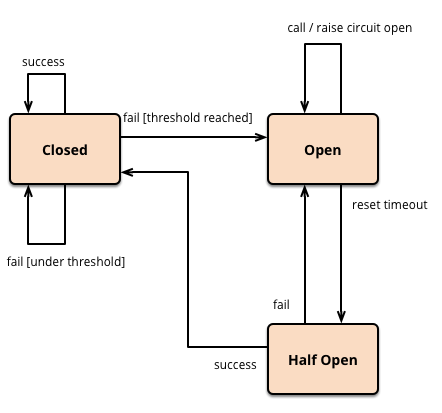 call / raise circuit open
success
fail [threshold reached]
Closed
Open
reset timeout
fail [under threshold]
fail
Half Open
success